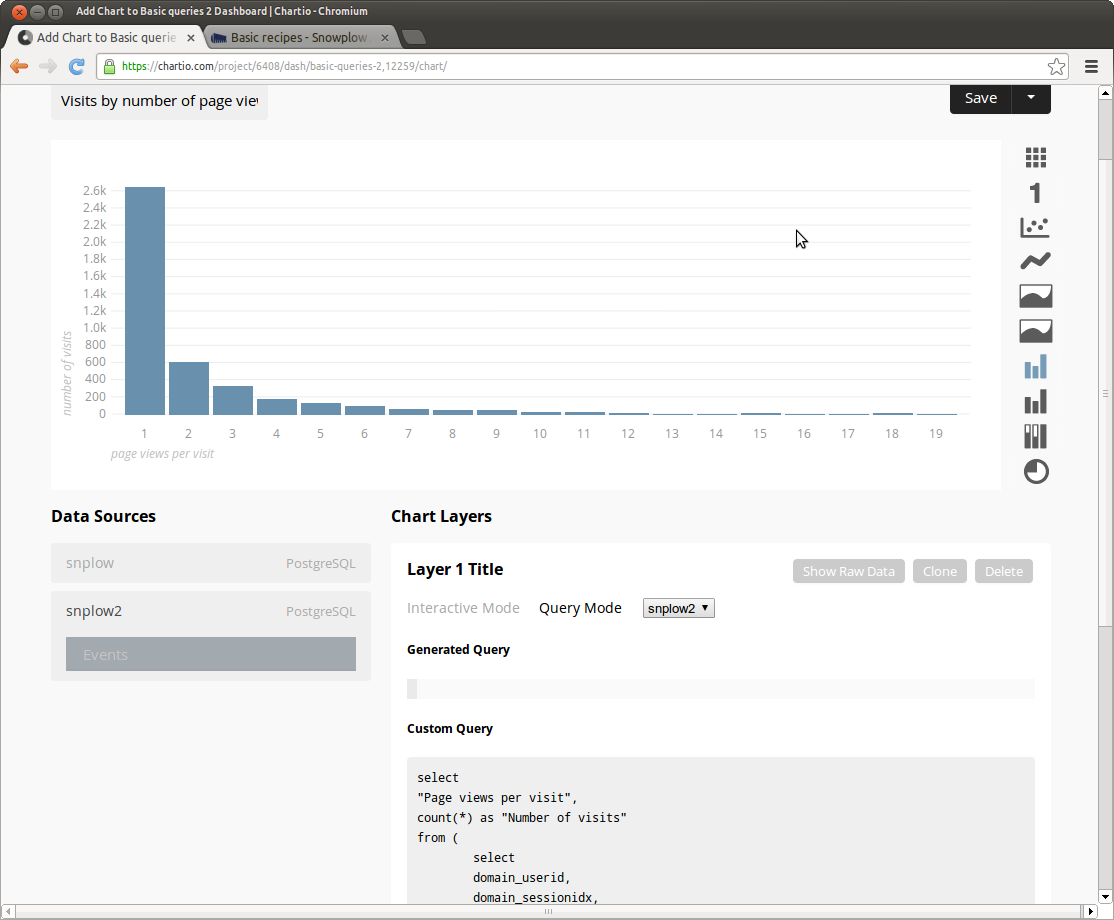 Add Chart to Basic queries 2 Dashboard | Chartio - Chromium
Add Chart to Basic querie
Basic recipes - Snowplow
https://chartio.com/project/6408/dash/basic-queries-2,12259/chart/
Visits by number of page vie
Save
1
2.6k
2.4k
2.2k
2.0k
1.8k
1.6k
1.4k
1.2k
1.0k
800
600
400
200
0
number of visits
1 2 3 4 5 6 7 8 9 10 11 12 13 14 15 16 17 18 19
page views per visit
Data Sources
snplow PostgreSQL
snplow2 PostgreSQL
Events
Chart Layers
Layer 1 Title
Show Raw Data Clone Delete
Interactive Mode Query Mode snplow2
Generated Query
Custom Query
select
"Page views per visit",
count(*) as "Number of visits"
from (
select
domain_userid,
domain_sessionidx,